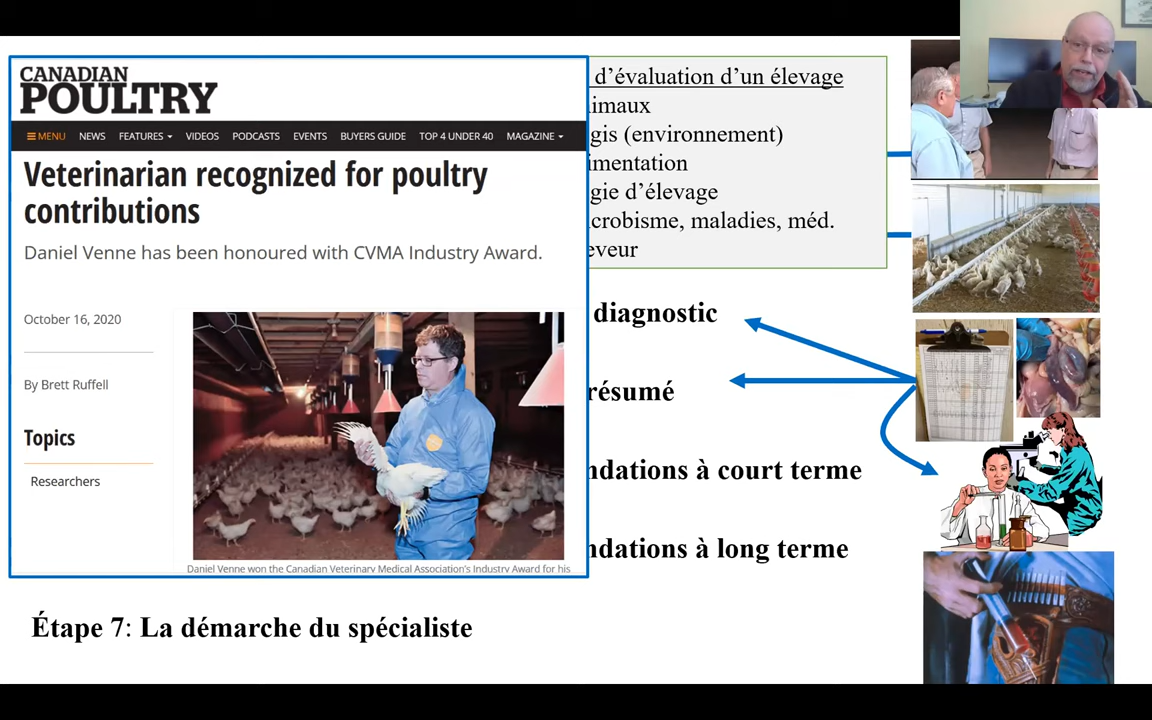 CANADIAN
POULTRY
MENU NEWS FEATURES VIDEOS PODCASTS EVENTS BUYERS GUIDE TOP 4 UNDER 40 MAGAZINE
Veterinarian recognized for poultry
contributions
Daniel Venne has been honoured with CVMA Industry Award.
October 16, 2020
By Brett Ruffell
Topics
Researchers
Daniel Venne won the Canadian Veterinary Medical Association's Industry Award for his
d’évaluation d’un élevage
imaux
gis (environnement)
imentation
gie d’élevage
crobisme, maladies, méd.
eveur
diagnostic
résumé
ndations à court terme
ndations à long terme
Étape 7: La démarche du spécialiste